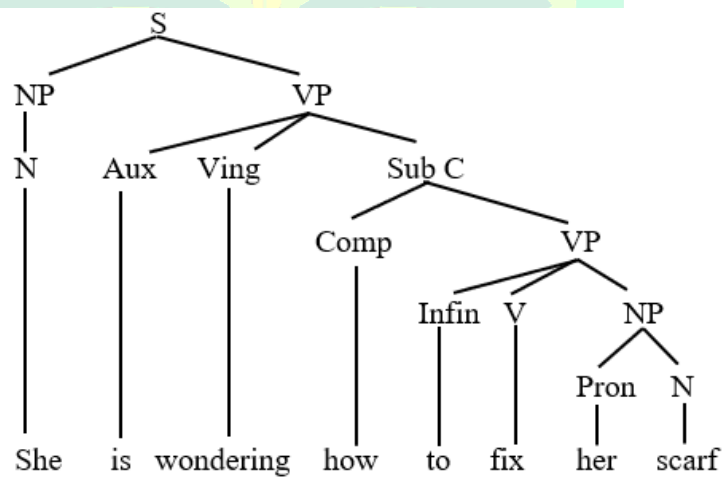 S
NP VP
N Aux Ving Sub C
Comp VP
Infin V NP
Pron N
She is wondering how to fix her scarf